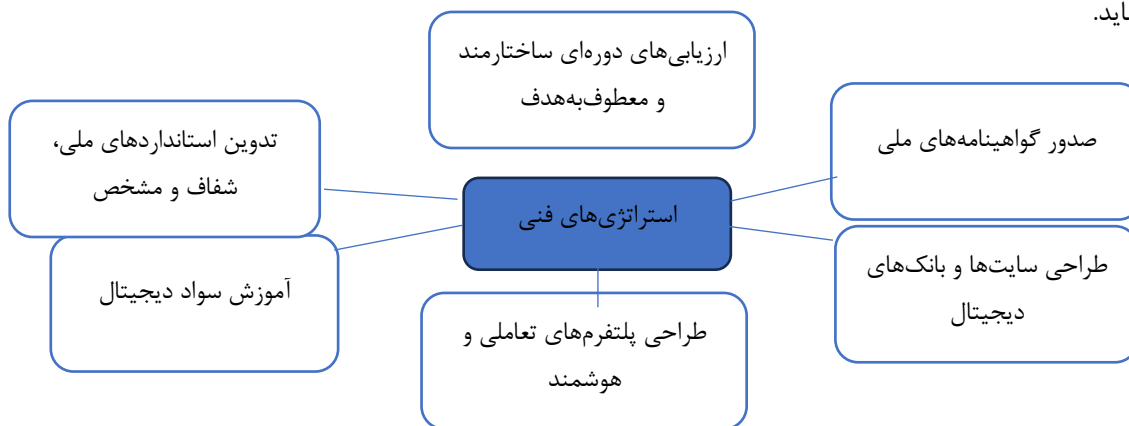 ماید.
ارزیابی‌های دوره‌ای ساختارمند
و معطوف‌به‌هدف
صدور گواهینامه‌های ملی
تدوین استانداردهای ملی،
شفاف و مشخص
استراتژی‌های فنی
طراحی سایت‌ها و بانک‌های
دیجیتال
آموزش سواد دیجیتال
طراحی پلتفرم‌های تعاملی و
هوشمند